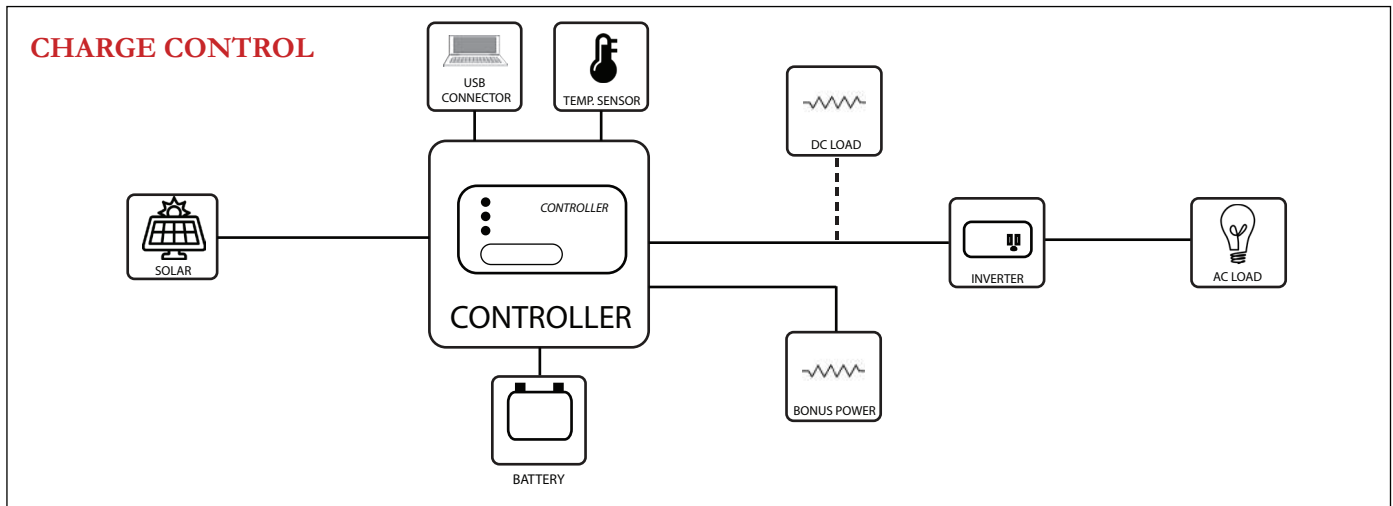 CHARGE CONTROL
USB
CONNECTOR
TEMP. SENSOR
DC LOAD
SOLAR
CONTROLLER
CONTROLLER
INVERTER
AC LOAD
BONUS POWER
BATTERY